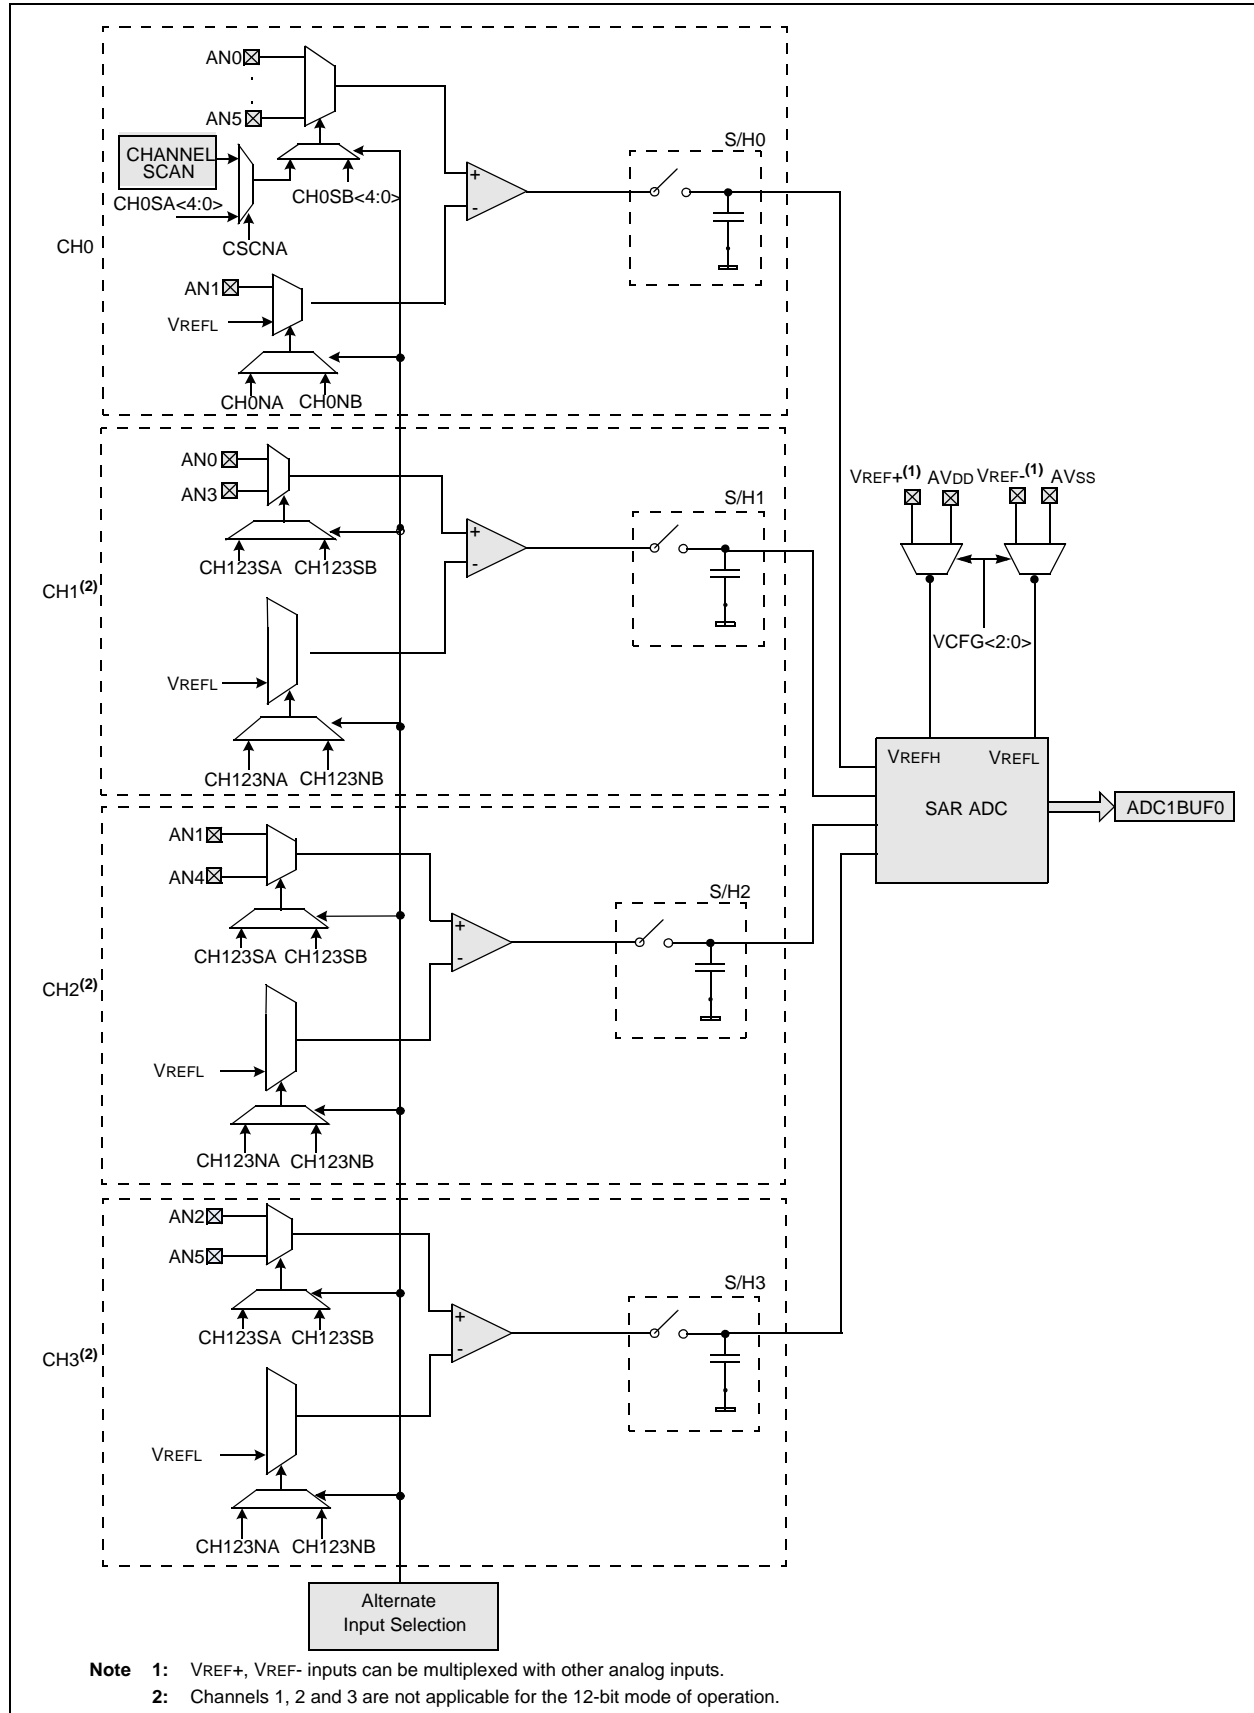 AN0
AN5
CHANNEL
SCAN
CH0SA<4:0>
CH0SB<4:0>
CSCNA
CH0
AN1
VREFL
CH0NA
CH0NB
+
-
S/H0
AN0
AN3
CH123SA
CH123SB
CH1(2)
VREFL
CH123NA
CH123NB
+
-
S/H1
VREF+(1)
AVDD
VREF-(1)
AVSS
VCFG<2:0>
VREFH
VREFL
SAR ADC
ADC1BUF0
AN1
AN4
CH123SA
CH123SB
CH2(2)
VREFL
CH123NA
CH123NB
+
-
S/H2
AN2
AN5
CH123SA
CH123SB
CH3(2)
VREFL
CH123NA
CH123NB
+
-
S/H3
Alternate
Input Selection
Note 1: VREF+, VREF- inputs can be multiplexed with other analog inputs.
2: Channels 1, 2 and 3 are not applicable for the 12-bit mode of operation.